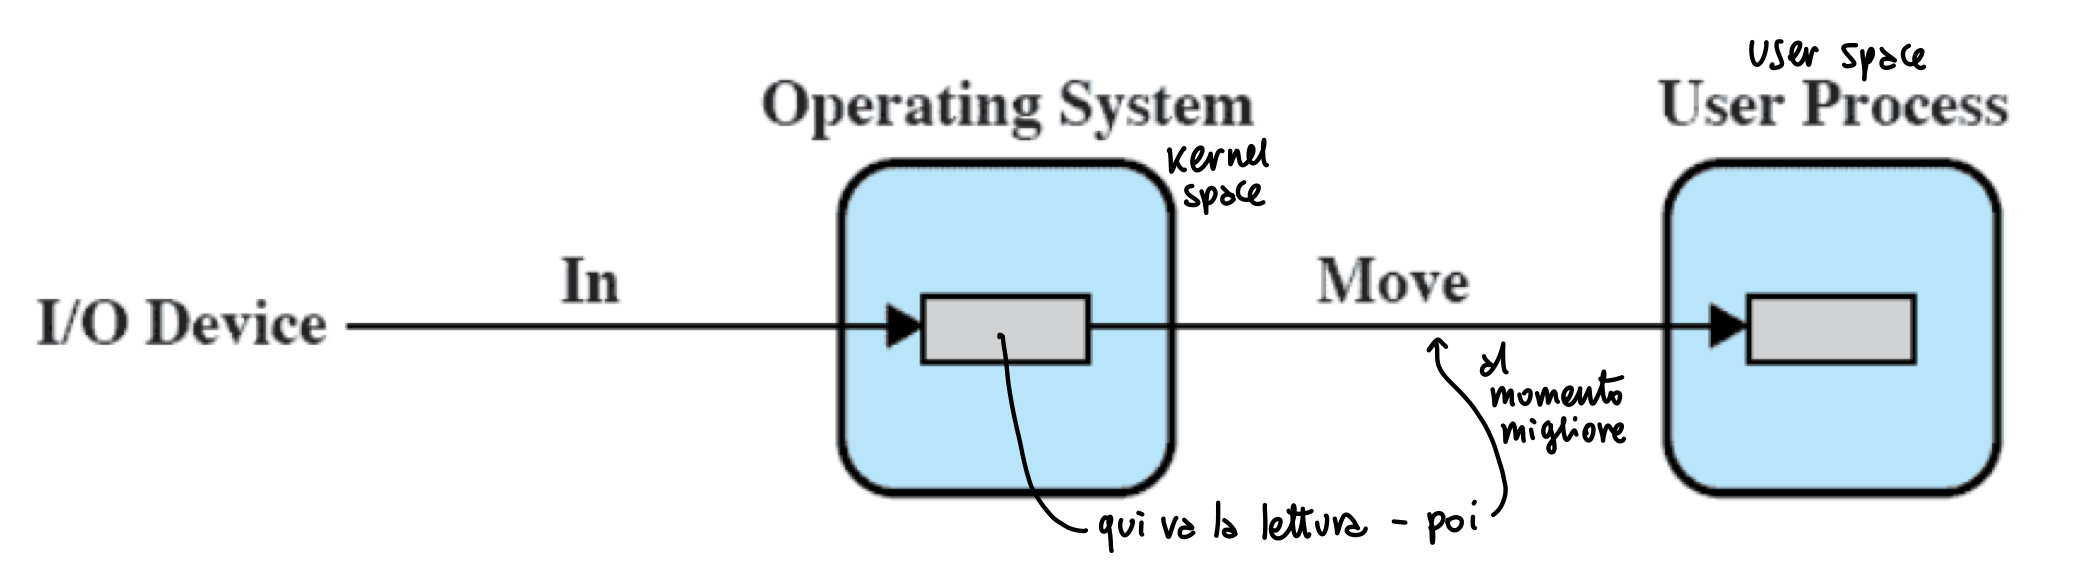 User space
Operating System
User Process
Kernel
space
In
Move
I/O Device
al
momento
migliore
qui va la lettura - poi